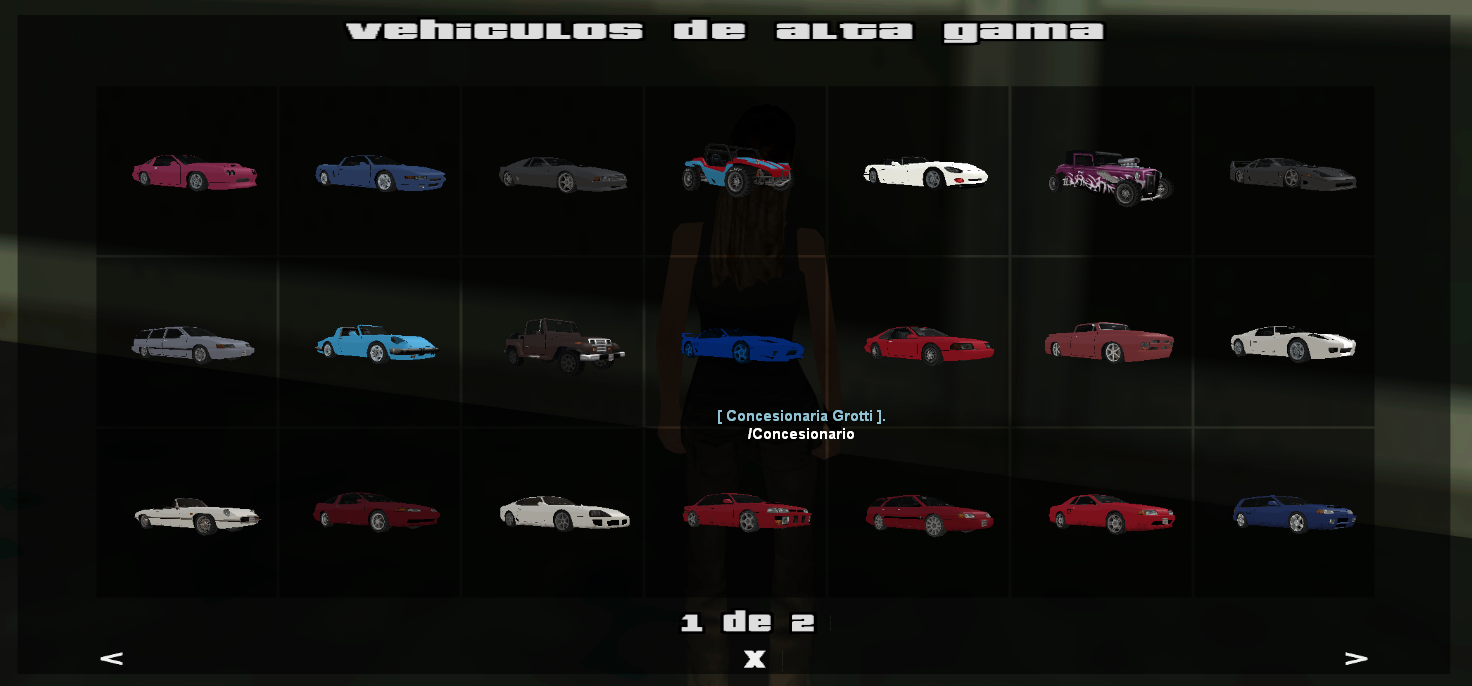 vehiculos de alta gama
[ Concesionaria Grotti ].
/Concesionario
1 de 2
< X >